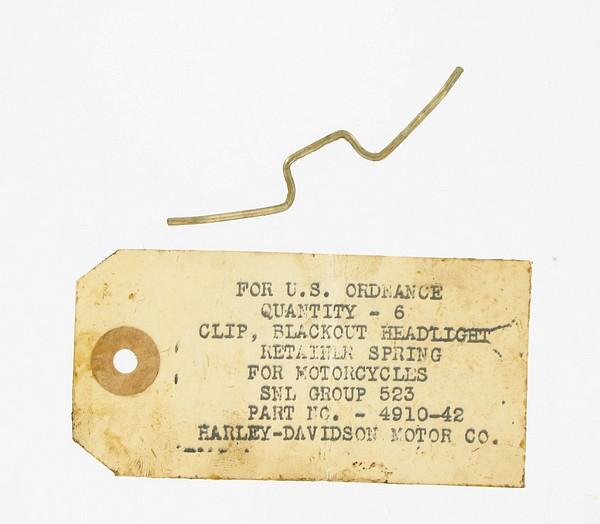 FOR U.S. ORDNANCE
QUANTITY - 6
CLIP, BLACKOUT HEADLIGHT
RETAINER SPRING
FOR MOTORCYCLES
SNL GROUP 523
PART NO. - 4910-42
HARLEY-DAVIDSON MOTOR CO.